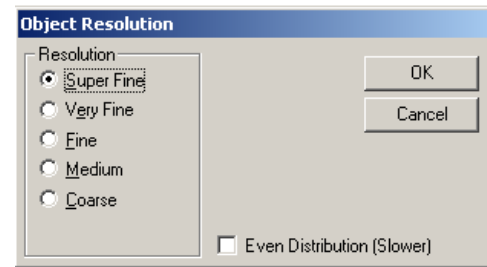 Object Resolution
Resolution
Super Fine
Very Fine
Fine
Medium
Coarse
OK
Cancel
Even Distribution (Slower)